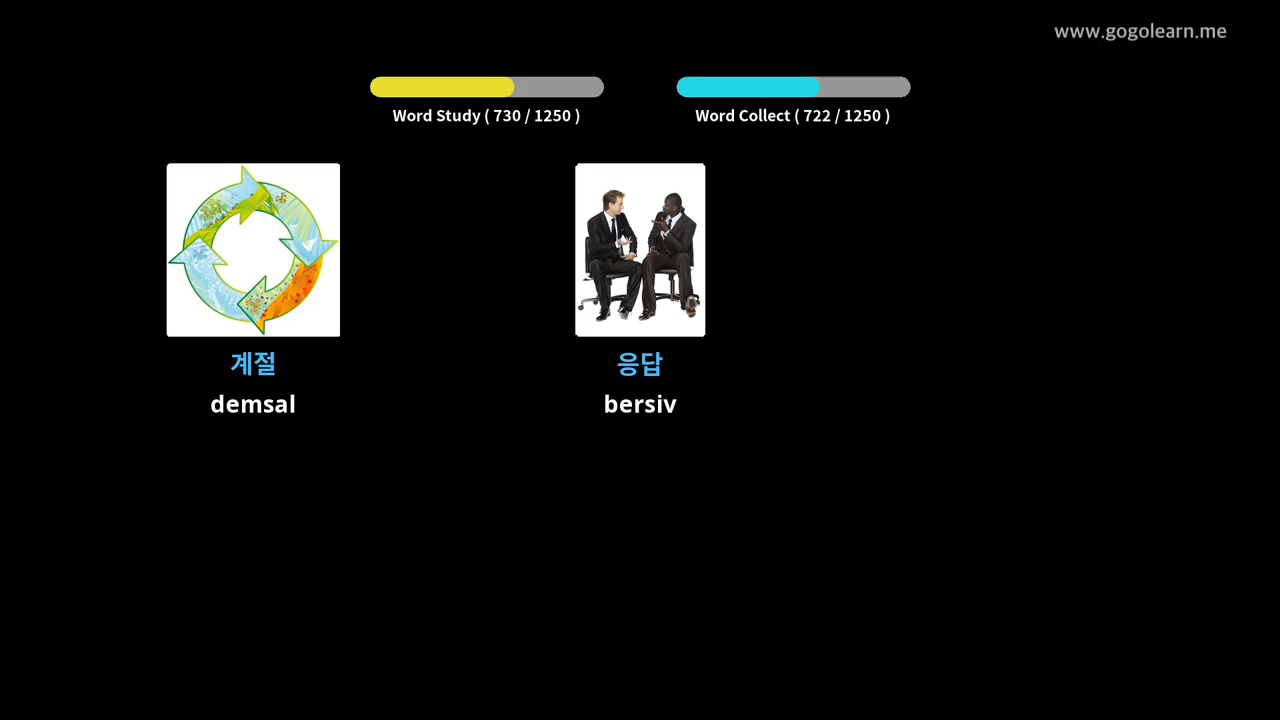 www.gogolearn.me
Word Study ( 730 / 1250 )
Word Collect ( 722 / 1250 )
계절
응답
demsal
bersiv